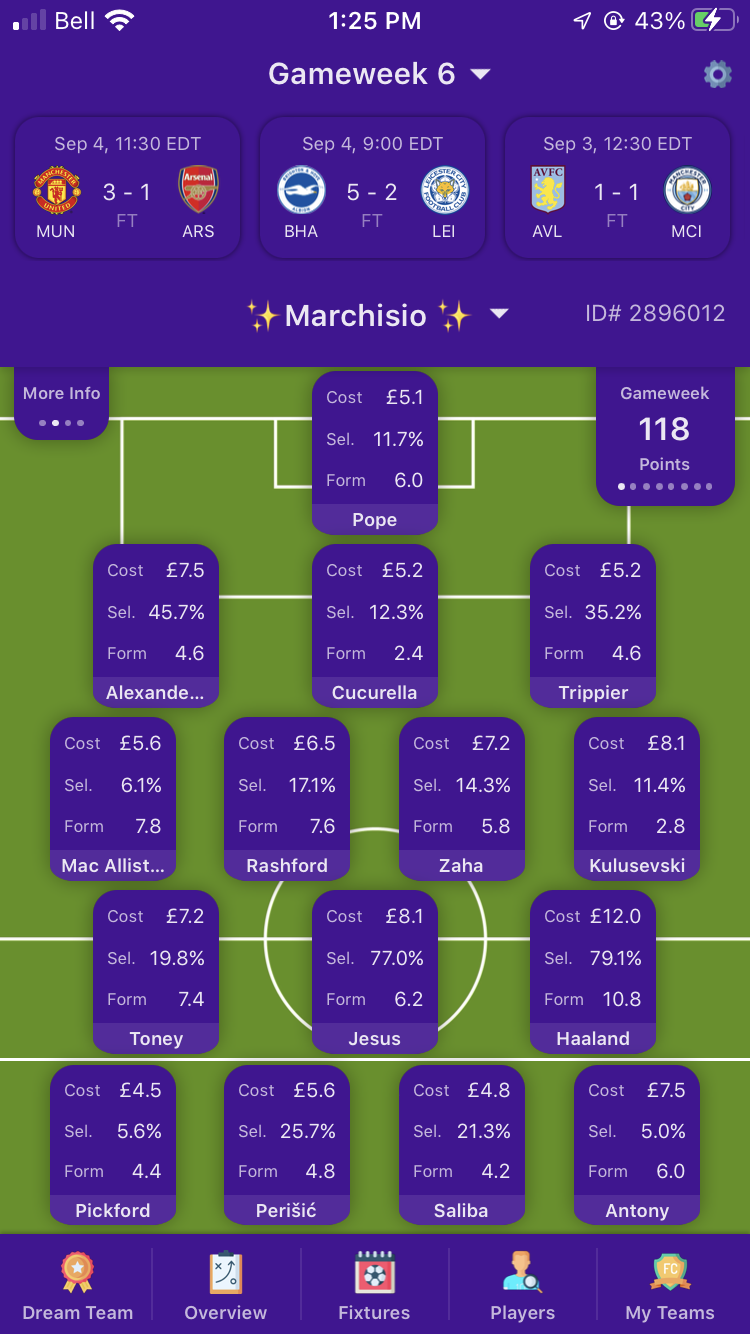 Bell 1:25 PM 43%
Gameweek 6
Sep 4, 11:30 EDT Sep 4, 9:00 EDT Sep 3, 12:30 EDT
3 - 1 5 - 2 1 - 1
FT FT FT
MUN ARS BHA LEI AVL MCI
✨Marchisio ✨ ID# 2896012
More Info
Gameweek
118
Points
Cost £5.1
Sel. 11.7%
Form 6.0
Pope
Cost £7.5 Cost £5.2 Cost £5.2
Sel. 45.7% Sel. 12.3% Sel. 35.2%
Form 4.6 Form 2.4 Form 4.6
Alexande... Cucurella Trippier
Cost £5.6 Cost £6.5 Cost £7.2 Cost £8.1
Sel. 6.1% Sel. 17.1% Sel. 14.3% Sel. 11.4%
Form 7.8 Form 7.6 Form 5.8 Form 2.8
Mac Allist... Rashford Zaha Kulusevski
Cost £7.2 Cost £8.1 Cost £12.0
Sel. 19.8% Sel. 77.0% Sel. 79.1%
Form 7.4 Form 6.2 Form 10.8
Toney Jesus Haaland
Cost £4.5 Cost £5.6 Cost £4.8 Cost £7.5
Sel. 5.6% Sel. 25.7% Sel. 21.3% Sel. 5.0%
Form 4.4 Form 4.8 Form 4.2 Form 6.0
Pickford Perišić Saliba Antony
FC
Dream Team Overview Fixtures Players My Teams